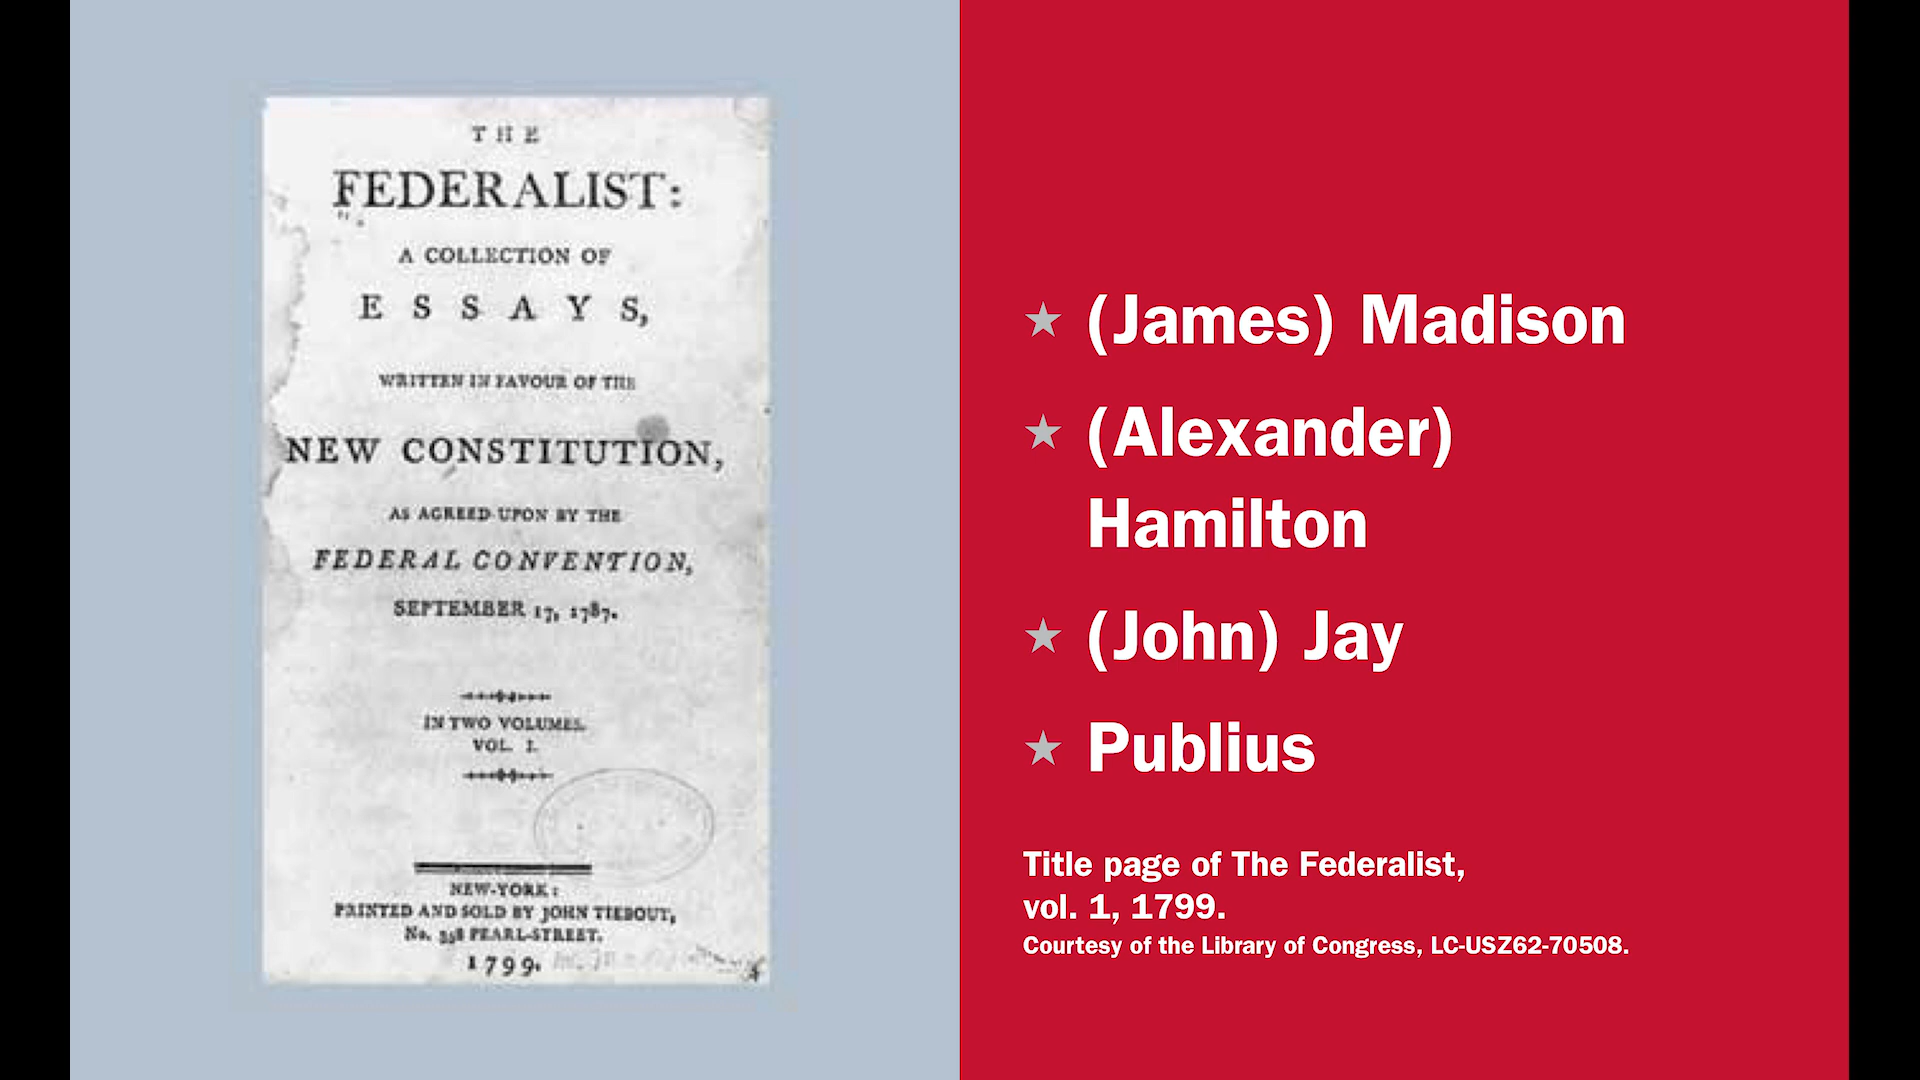 THE
FEDERALIST:
A COLLECTION OF
ESSAYS,
WRITTEN IN FAVOUR OF THE
NEW CONSTITUTION,
AS AGREED UPON BY THE
FEDERAL CONVENTION,
SEPTEMBER 17, 1787.
IN TWO VOLUMES.
VOL. I.
NEW-YORK:
PRINTED AND SOLD BY JOHN TIEBOUT,
No. 358 PEARL-STREET.
1799.
(James) Madison
(Alexander)
Hamilton
(John) Jay
Publius
Title page of The Federalist,
vol. 1, 1799.
Courtesy of the Library of Congress, LC-USZ62-70508.